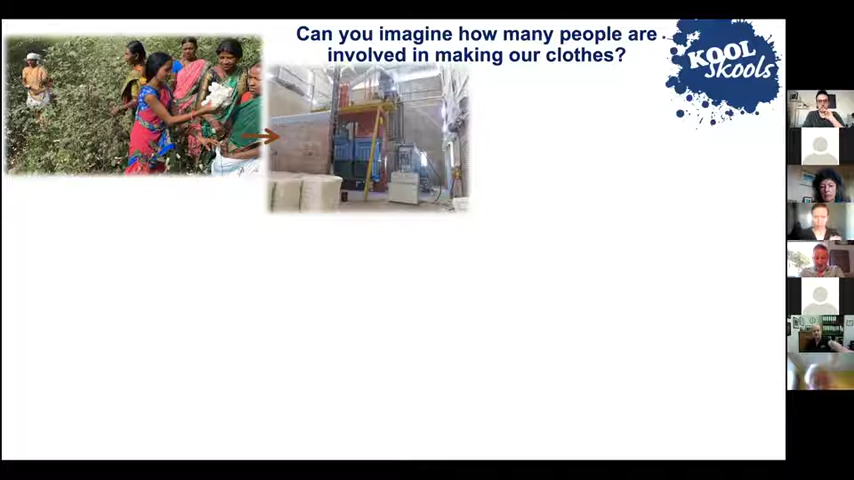 Can you imagine how many people are
involved in making our clothes?
KOOL
SKools